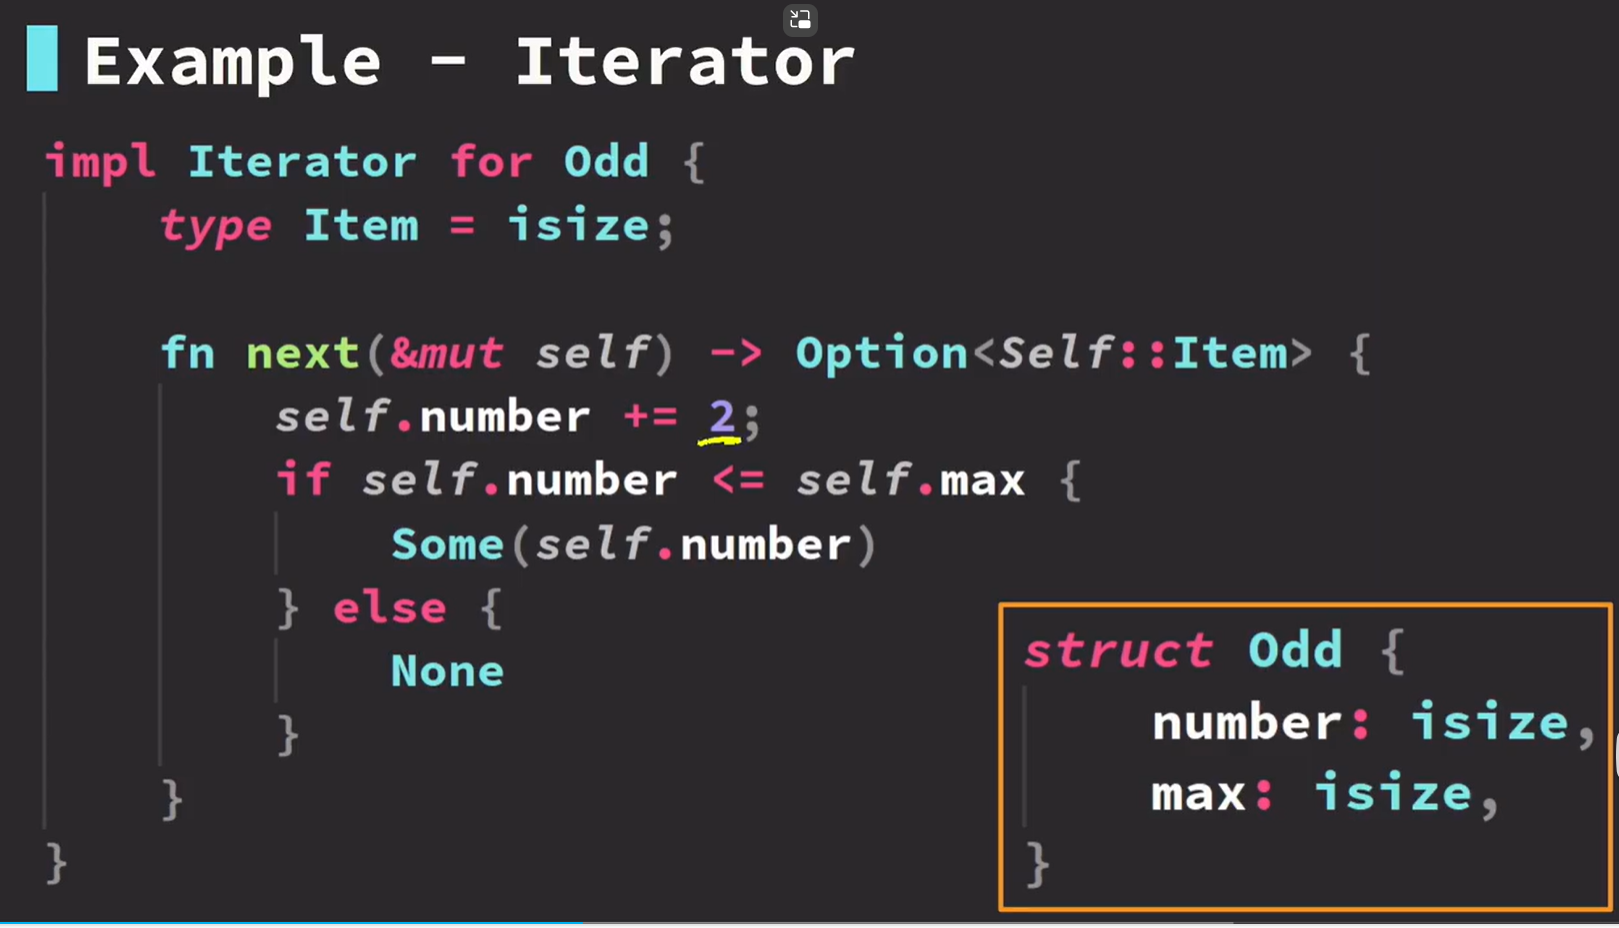 Example - Iterator
impl Iterator for Odd {
    type Item = isize;

    fn next(&mut self) -> Option<Self::Item> {
        self.number += 2;
        if self.number <= self.max {
            Some(self.number)
        } else {
            None
        }
    }
}
struct Odd {
    number: isize,
    max: isize,
}